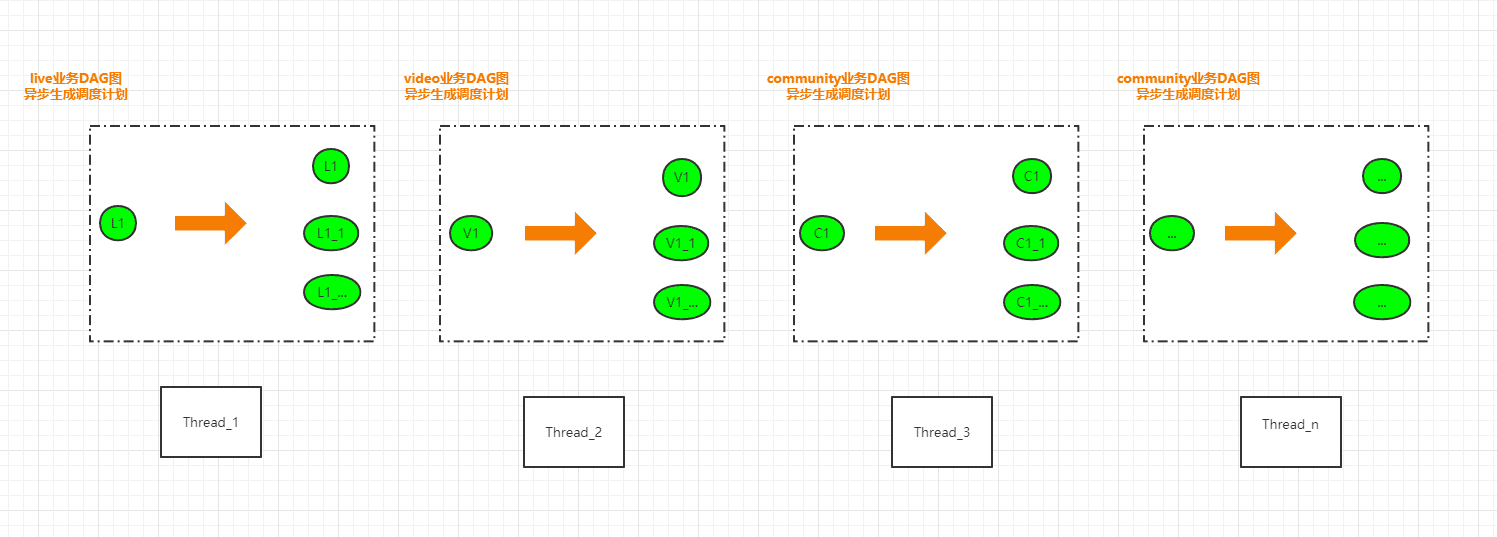 live业务DAG图
异步生成调度计划
video业务DAG图
异步生成调度计划
community业务DAG图
异步生成调度计划
community业务DAG图
异步生成调度计划
L1
L1
L1_1
L1_...
V1
V1
V1_1
V1_...
C1
C1
C1_1
C1_...
...
...
...
...
Thread_1
Thread_2
Thread_3
Thread_n